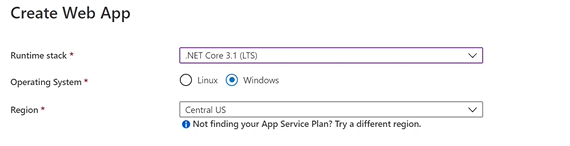 Create Web App
Runtime stack * .NET Core 3.1 (LTS)
Operating System * Linux Windows
Region * Central US
Not finding your App Service Plan? Try a different region.